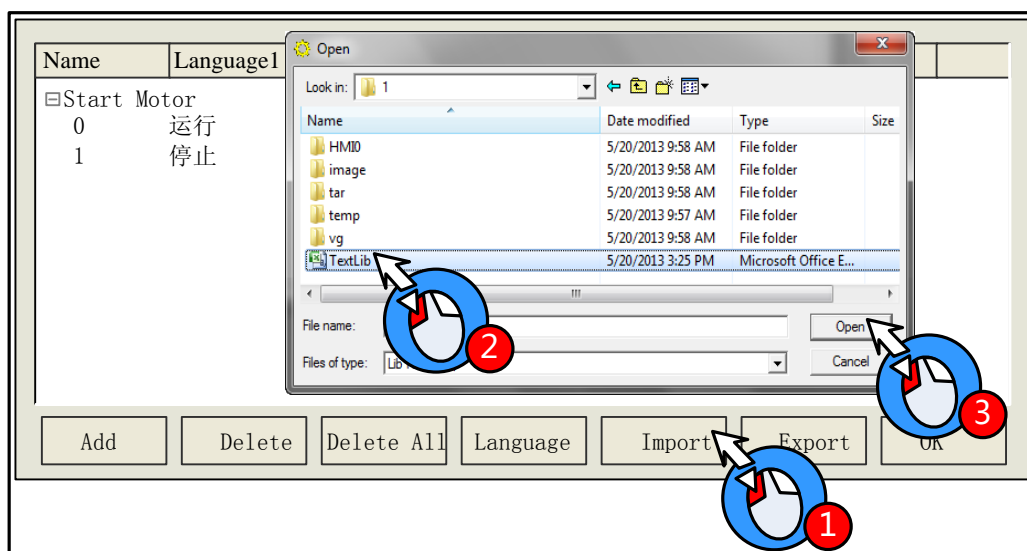 Name Language1
⊟Start Motor
0 运行
1 停止
Open
x
Look in: 1
Name Date modified Type Size
HMI0 5/20/2013 9:58 AM File folder
image 5/20/2013 9:58 AM File folder
tar 5/20/2013 9:58 AM File folder
temp 5/20/2013 9:57 AM File folder
vg 5/20/2013 9:58 AM File folder
TextLib 5/20/2013 3:25 PM Microsoft Office E...
File name: Open
Files of type: Lib Cancel
2
3
Add Delete Delete All Language Import Export OK
1